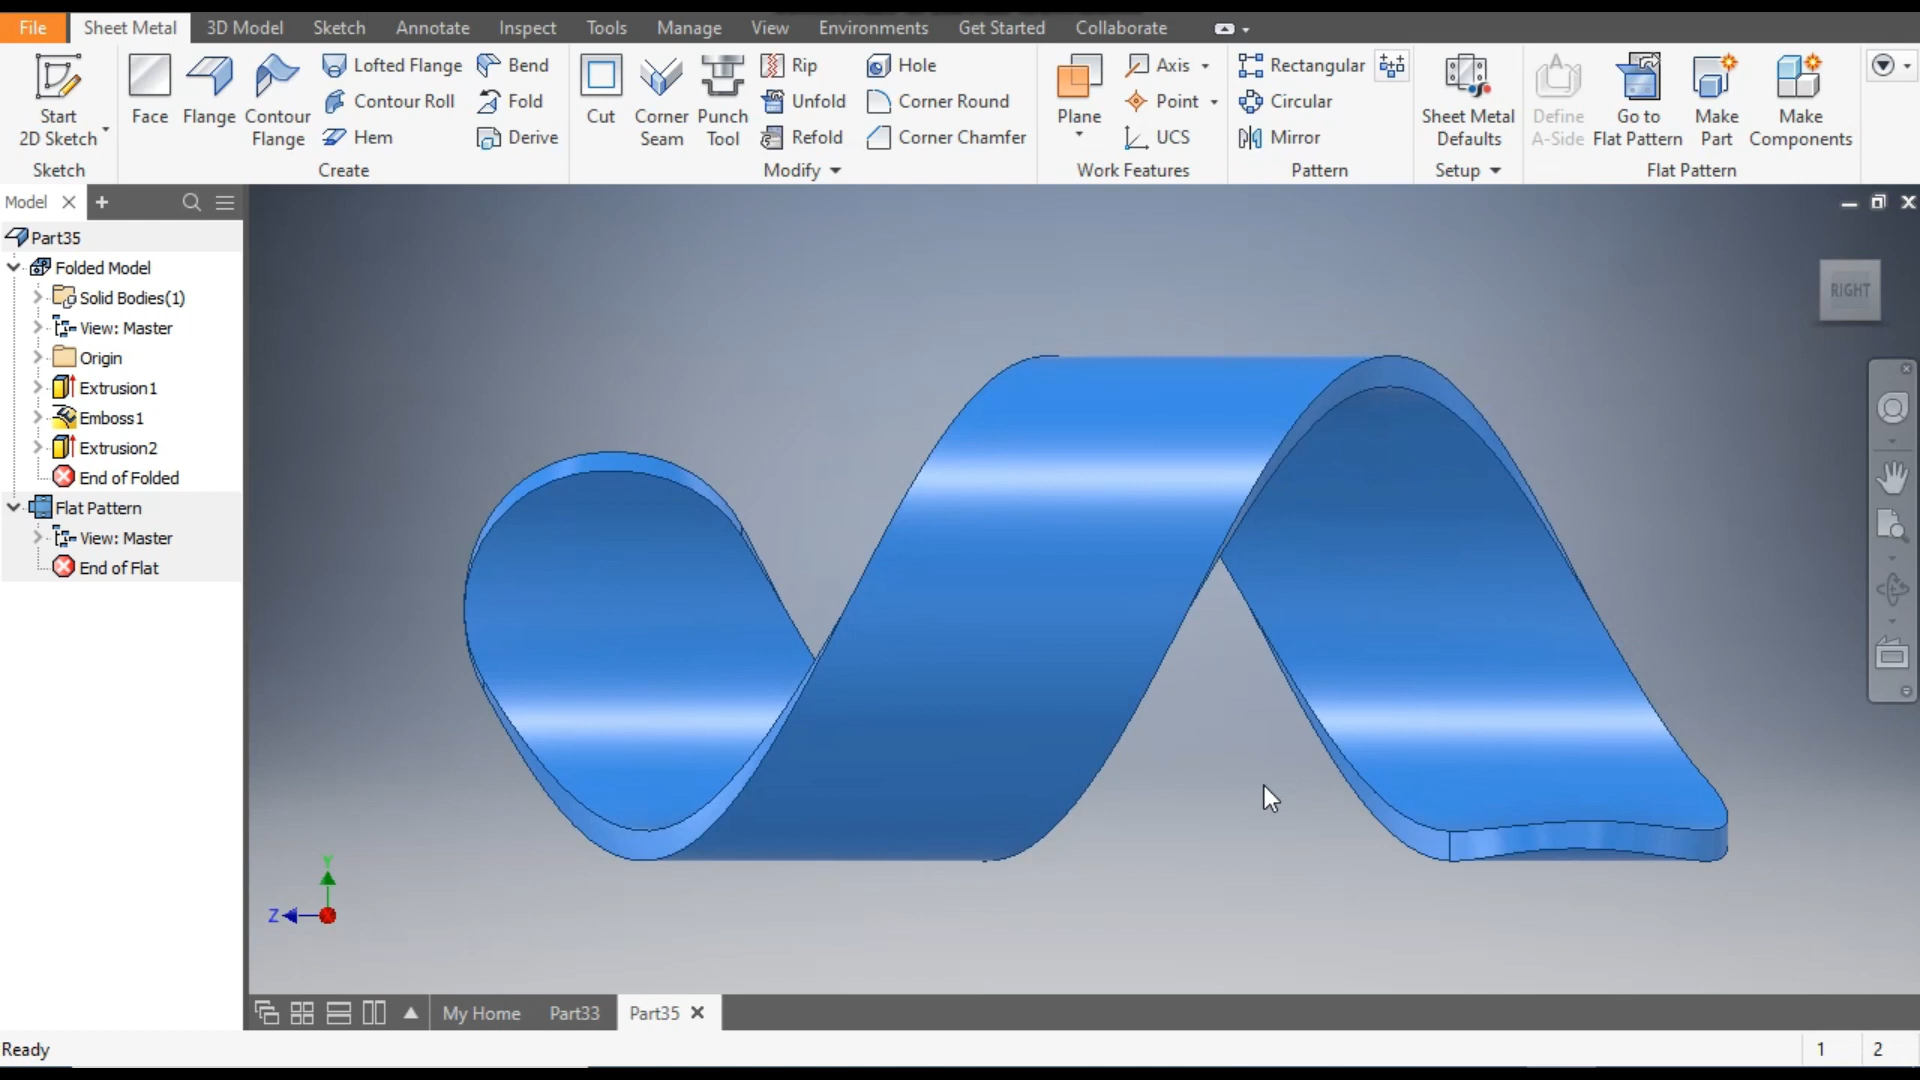 File Sheet Metal 3D Model Sketch Annotate Inspect Tools Manage View Environments Get Started Collaborate
Start
2D Sketch
Face
Flange
Contour
Flange
Lofted Flange
Contour Roll
Hem
Bend
Fold
Derive
Cut
Corner
Seam
Punch
Tool
Rip
Unfold
Refold
Hole
Corner Round
Corner Chamfer
Plane
Axis
Point
UCS
Rectangular
Circular
Mirror
Sheet Metal
Defaults
Define
A-Side
Go to
Flat Pattern
Make
Part
Make
Components
Sketch Create Modify Work Features Pattern Setup Flat Pattern
Model
Part35
Folded Model
Solid Bodies(1)
View: Master
Origin
Extrusion1
Emboss1
Extrusion2
End of Folded
Flat Pattern
View: Master
End of Flat
RIGHT
Y
Z
My Home Part33 Part35
Ready 1 2